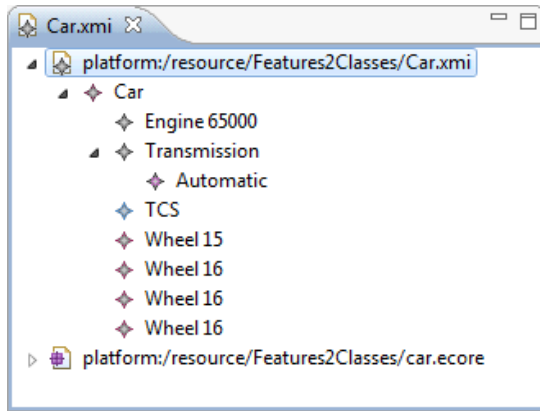 Car.xmi
platform:/resource/Features2Classes/Car.xmi
Car
Engine 65000
Transmission
Automatic
TCS
Wheel 15
Wheel 16
Wheel 16
Wheel 16
platform:/resource/Features2Classes/car.ecore